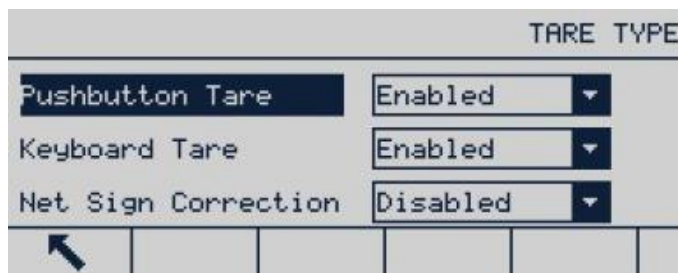 TARE TYPE
Pushbutton Tare Enabled
Keyboard Tare Enabled
Net Sign Correction Disabled